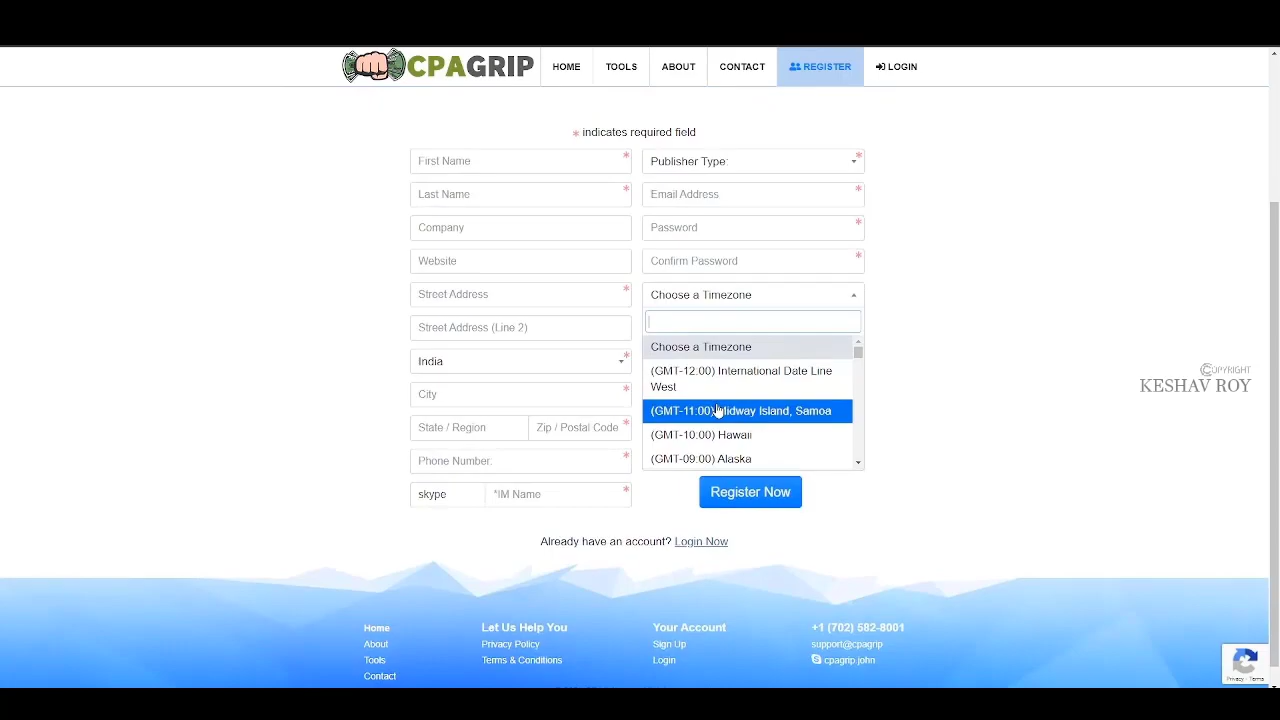 CPAGRIP HOME TOOLS ABOUT CONTACT REGISTER LOGIN
* indicates required field
First Name *
Last Name *
Company
Website
Street Address *
Street Address (Line 2)
India *
City *
State / Region Zip / Postal Code *
Phone Number: *
skype *IM Name *
Publisher Type: *
Email Address *
Password *
Confirm Password *
Choose a Timezone
Choose a Timezone
(GMT-12:00) International Date Line
West
(GMT-11:00) Midway Island, Samoa
(GMT-10:00) Hawaii
(GMT-09:00) Alaska
Register Now
Already have an account? Login Now
©OPYRIGHT
KESHAV ROY
Home
About
Tools
Contact
Let Us Help You
Privacy Policy
Terms & Conditions
Your Account
Sign Up
Login
+1 (702) 582-8001
support@cpagrip
cpagrip.john
Privacy - Terms